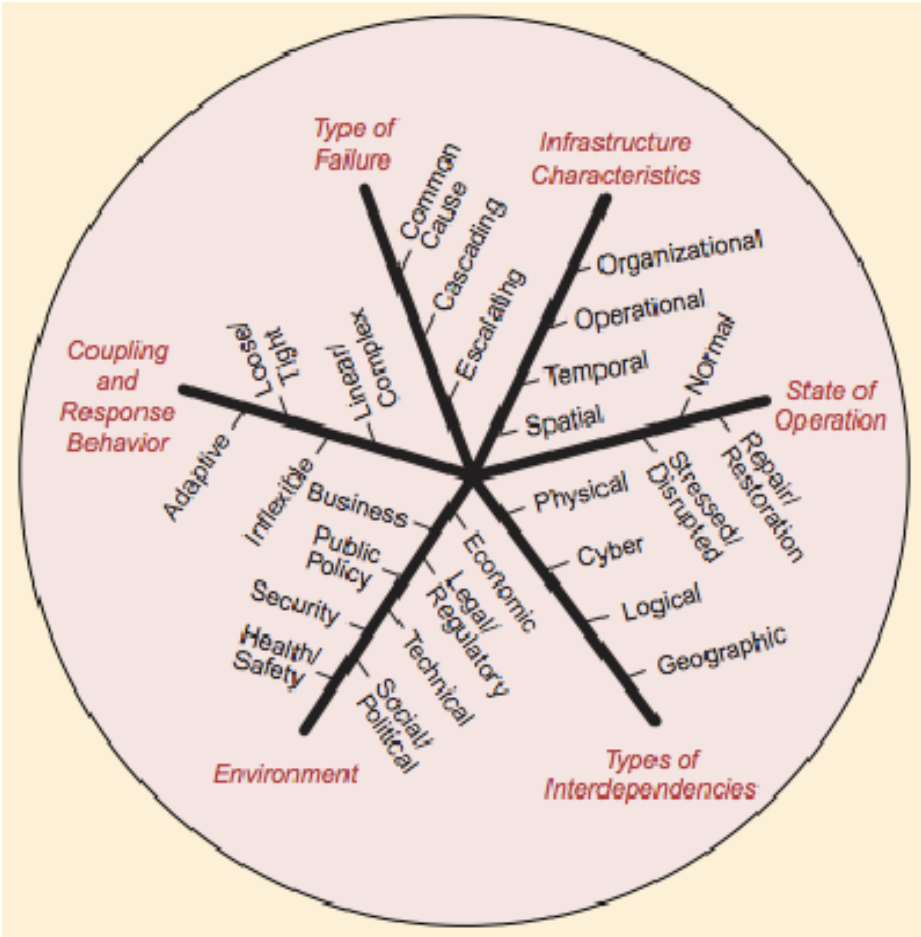 Type of
Failure
Common
Cause
Cascading
Escalating
Infrastructure
Characteristics
Organizational
Operational
Temporal
Spatial
State of
Operation
Normal
Repair/
Restoration
Stressed/
Disrupted
Types of
Interdependencies
Physical
Cyber
Logical
Geographic
Environment
Economic
Legal/
Regulatory
Technical
Social/
Political
Business
Public
Policy
Security
Health/
Safety
Coupling
and
Response
Behavior
Adaptive
Loose/
Tight
Inflexible
Linear/
Complex